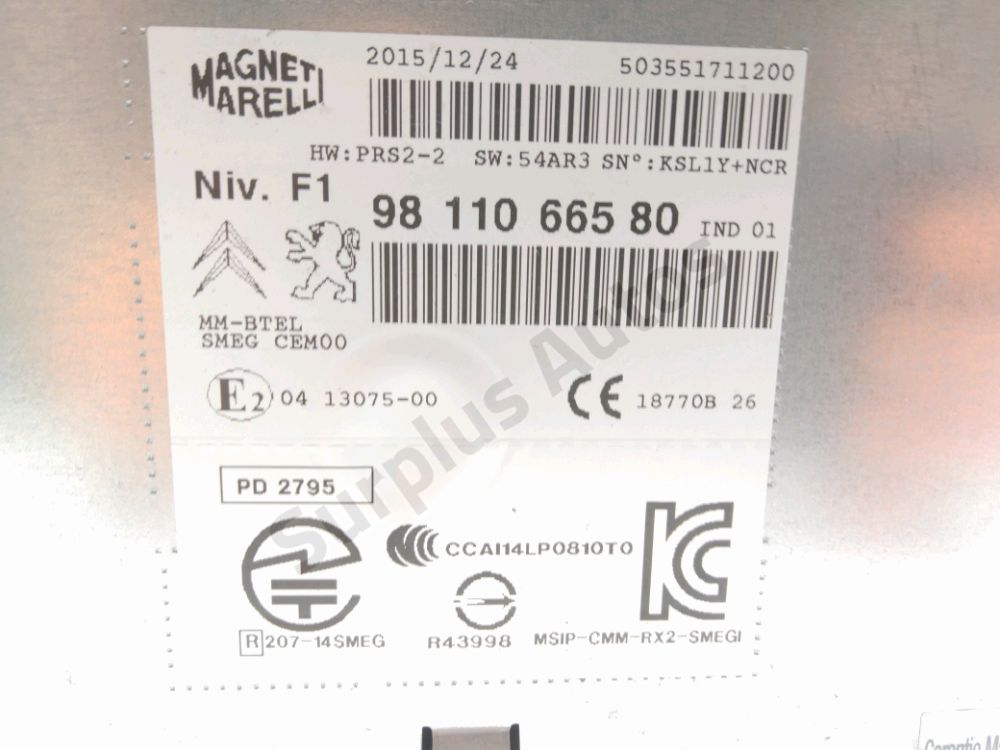 MAGNETI
MARELLI
2015/12/24 503551711200
HW:PRS2-2 SW:54AR3 SN°:KSL1Y+NCR
Niv. F1
98 110 665 80 IND 01
MM-BTEL
SMEG CEM00
E2 04 13075-00
CE 18770B 26
PD 2795
CCAI14LP0810T0
R 207-14SMEG
R43998
MSIP-CMM-RX2-SMEGI
Surplus Autos